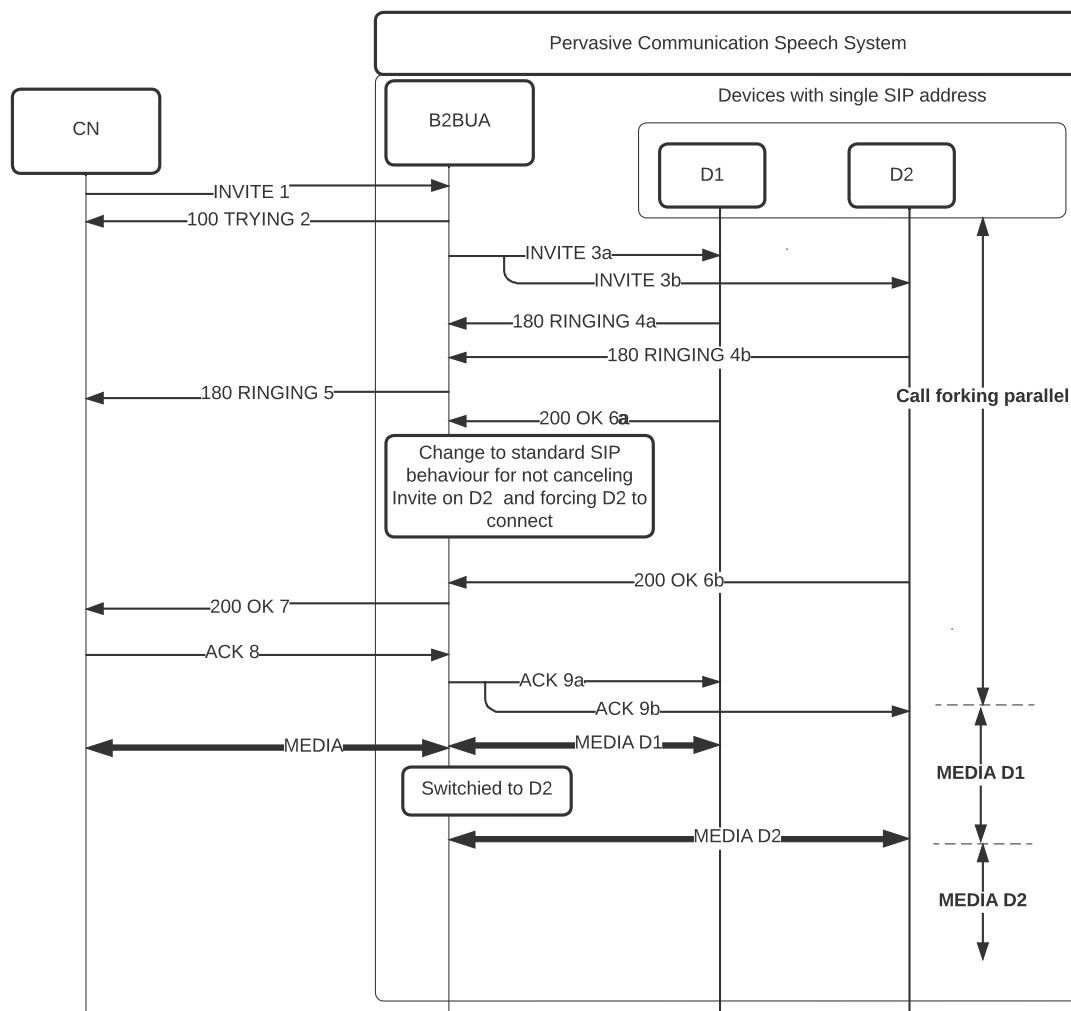 Pervasive Communication Speech System
Devices with single SIP address
CN
B2BUA
D1
D2
INVITE 1
100 TRYING 2
INVITE 3a
INVITE 3b
180 RINGING 4a
180 RINGING 4b
180 RINGING 5
Call forking parallel
200 OK 6a
Change to standard SIP
behaviour for not canceling
Invite on D2 and forcing D2 to
connect
200 OK 6b
200 OK 7
ACK 8
ACK 9a
ACK 9b
MEDIA
MEDIA D1
MEDIA D1
Switchied to D2
MEDIA D2
MEDIA D2